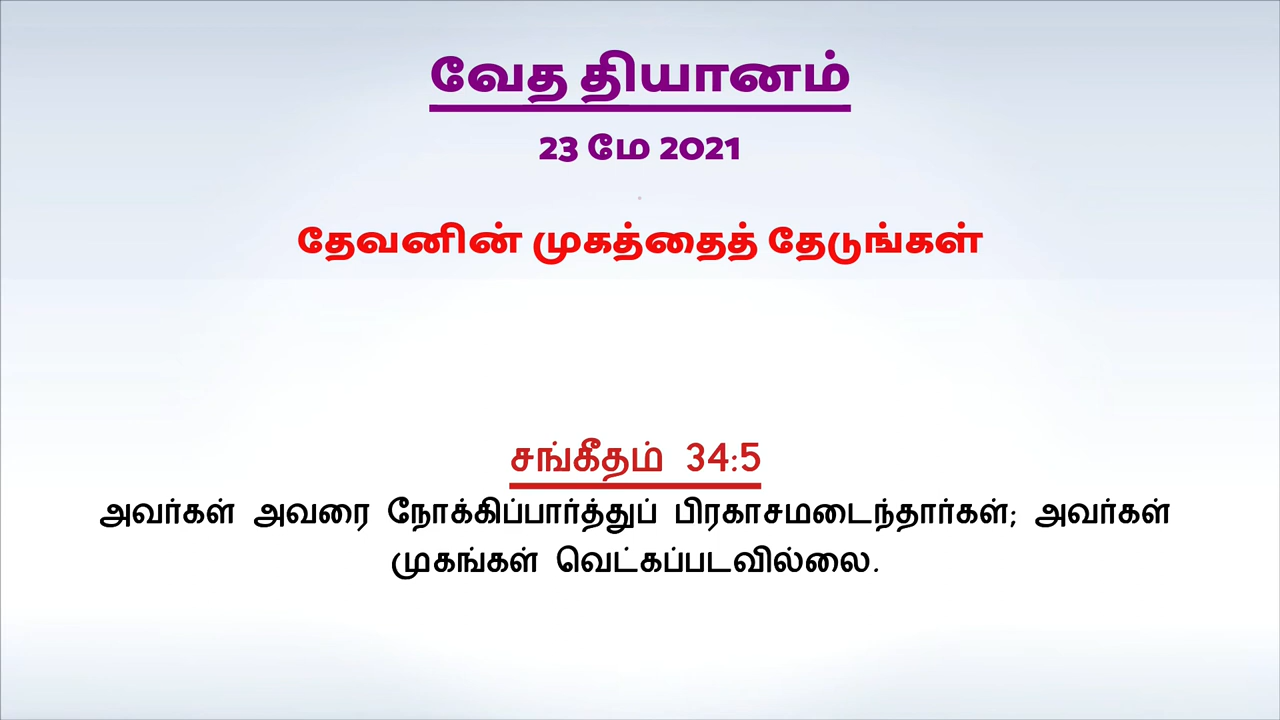 வேத தியானம்
23 மே 2021
தேவனின் முகத்தைத் தேடுங்கள்
சங்கீதம் 34:5
அவர்கள் அவரை நோக்கிப்பார்த்துப் பிரகாசமடைந்தார்கள்; அவர்கள்
முகங்கள் வெட்கப்படவில்லை.